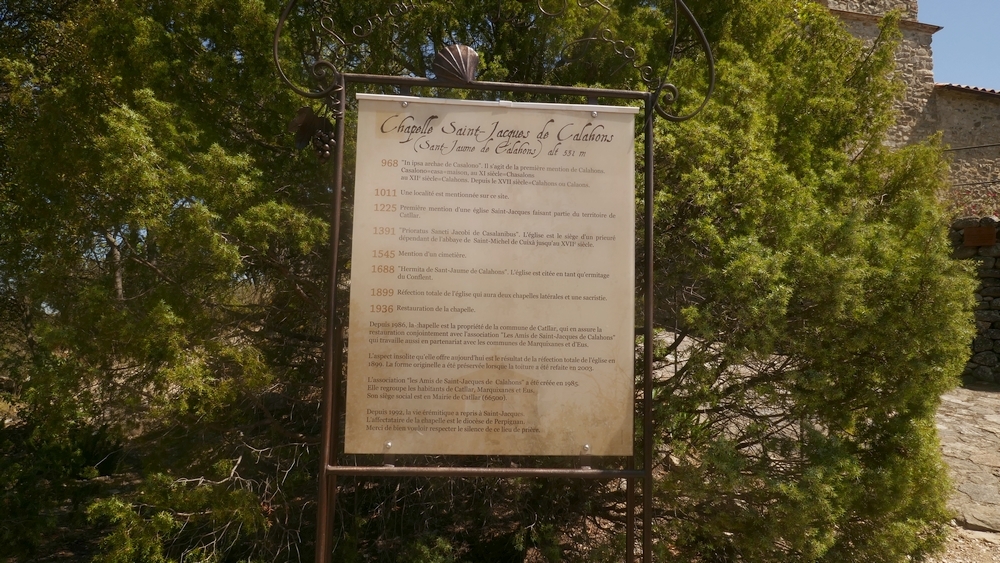 Chapelle Saint-Jacques de Calahons
(Sant-Jaume de Calahons) alt 551 m
968 "In ipsa archae de Casalons". Il s'agit de la première mention de Calahons.
Casalons=casa=maison, au XI siècle=Chasalons.
au XIIᵉ siècle=Calahons. Depuis le XVII siècle=Calahons ou Calaons.
1011 Une localité est mentionnée sur ce site.
1225 Première mention d'une église Saint-Jacques faisant partie du territoire de
Catllar.
1391 "Prioratus Sancti Jacobi de Casalanibus". L'église est le siège d'un prieuré
dépendant de l'abbaye de Saint-Michel de Cuixà jusqu'au XVIIᵉ siècle.
1545 Mention d'un cimetière.
1688 "Hermita de Sant-Jaume de Calahons". L'église est citée en tant qu'ermitage
du Conflent.
1899 Réfection totale de l'église qui aura deux chapelles latérales et une sacristie.
1936 Restauration de la chapelle.
Depuis 1986, la chapelle est la propriété de la commune de Catllar, qui en assure la
restauration conjointement avec l'association "Les Amis de Saint-Jacques de Calahons"
qui travaille aussi en partenariat avec les communes de Marquixanes et d'Eus.
L'aspect insolite qu'elle offre aujourd'hui est le résultat de la réfection totale de l'église en
1899. La forme originelle a été préservée lorsque la toiture a été refaite en 2003.
L'association "les Amis de Saint-Jacques de Calahons" a été créée en 1985.
Elle regroupe les habitants de Catllar, Marquixanes et Eus.
Son siège social est en Mairie de Catllar (66500).
Depuis 1992, la vie érémitique a repris à Saint-Jacques.
L'affectataire de la chapelle est le diocèse de Perpignan.
Merci de bien vouloir respecter le silence de ce lieu de prière.